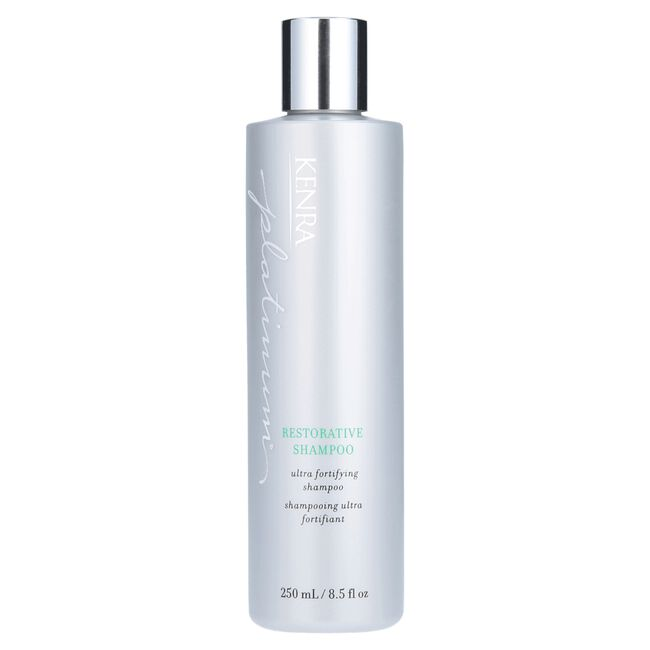 KENRA
platinum®
RESTORATIVE
SHAMPOO
ultra fortifying
shampoo
shampooing ultra
fortifiant
250 mL / 8.5 fl oz